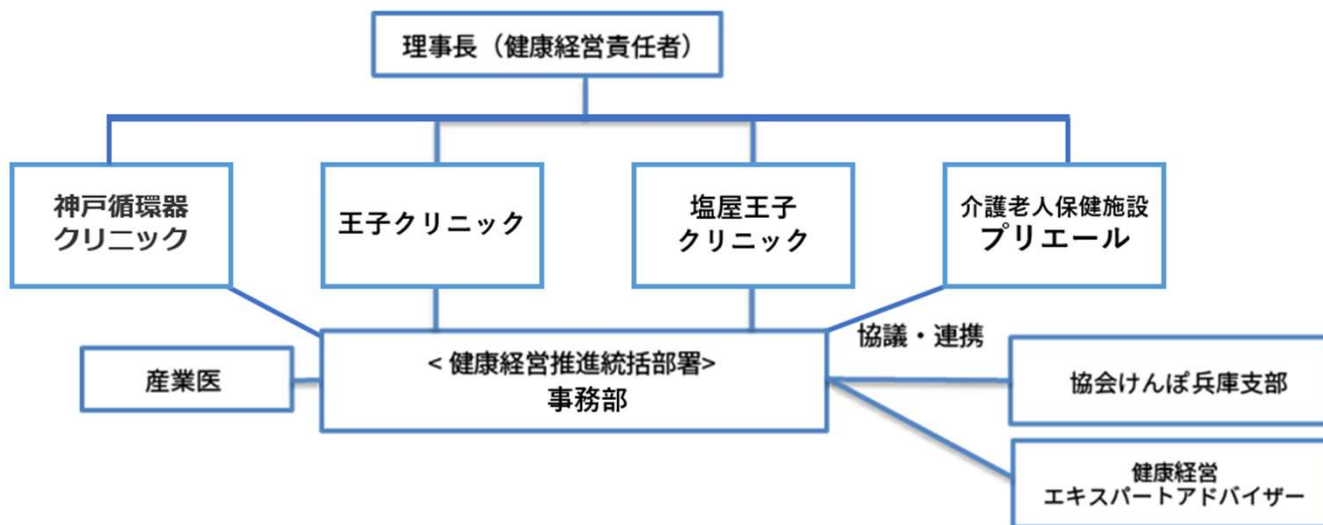 理事長（健康経営責任者）
神戸循環器
クリニック
王子クリニック
塩屋王子
クリニック
介護老人保健施設
プリエール
協議・連携
産業医
＜健康経営推進統括部署＞
事務部
協会けんぽ兵庫支部
健康経営
エキスパートアドバイザー